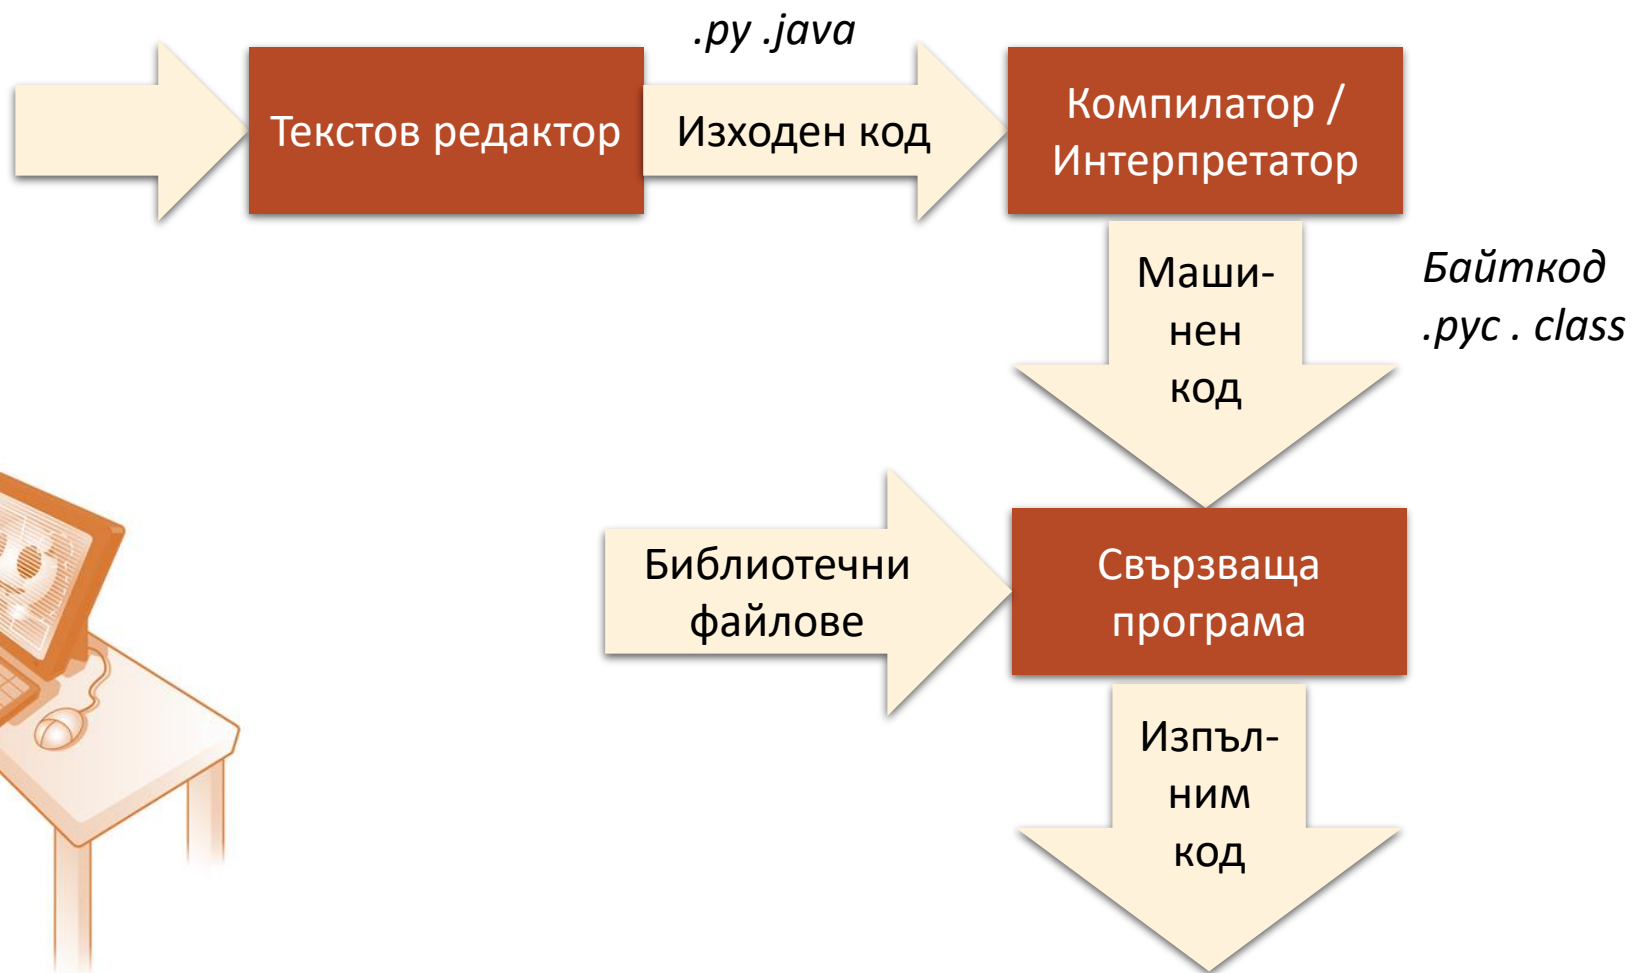 .py .java
Текстов редактор
Изходен код
Компилатор /
Интерпретатор
Маши-
нен
код
Байткод
.pyc . class
Библиотечни
файлове
Свързваща
програма
Изпъл-
ним
код